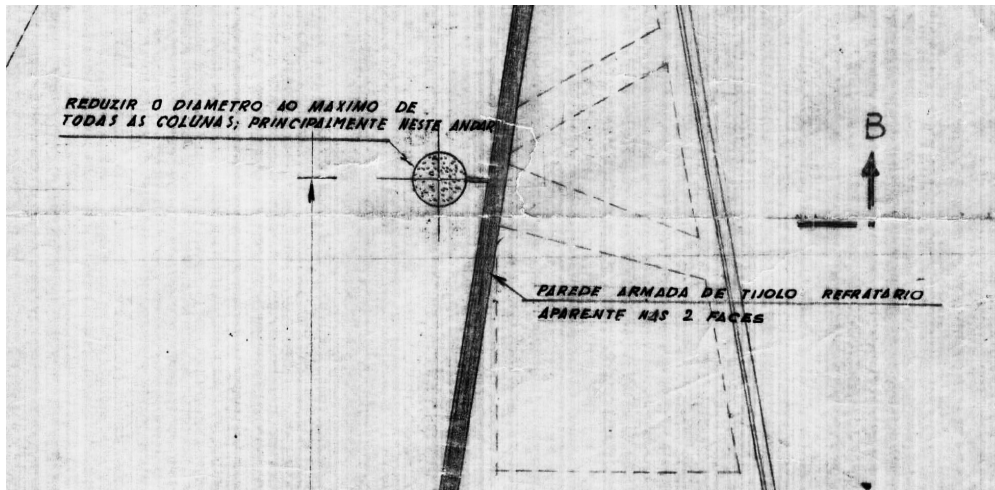 REDUZIR O DIAMETRO AO MAXIMO DE
TODAS AS COLUNAS; PRINCIPALMENTE NESTE ANDAR
B
PAREDE ARMADA DE TIJOLO REFRATARIO
APARENTE NAS 2 FACES